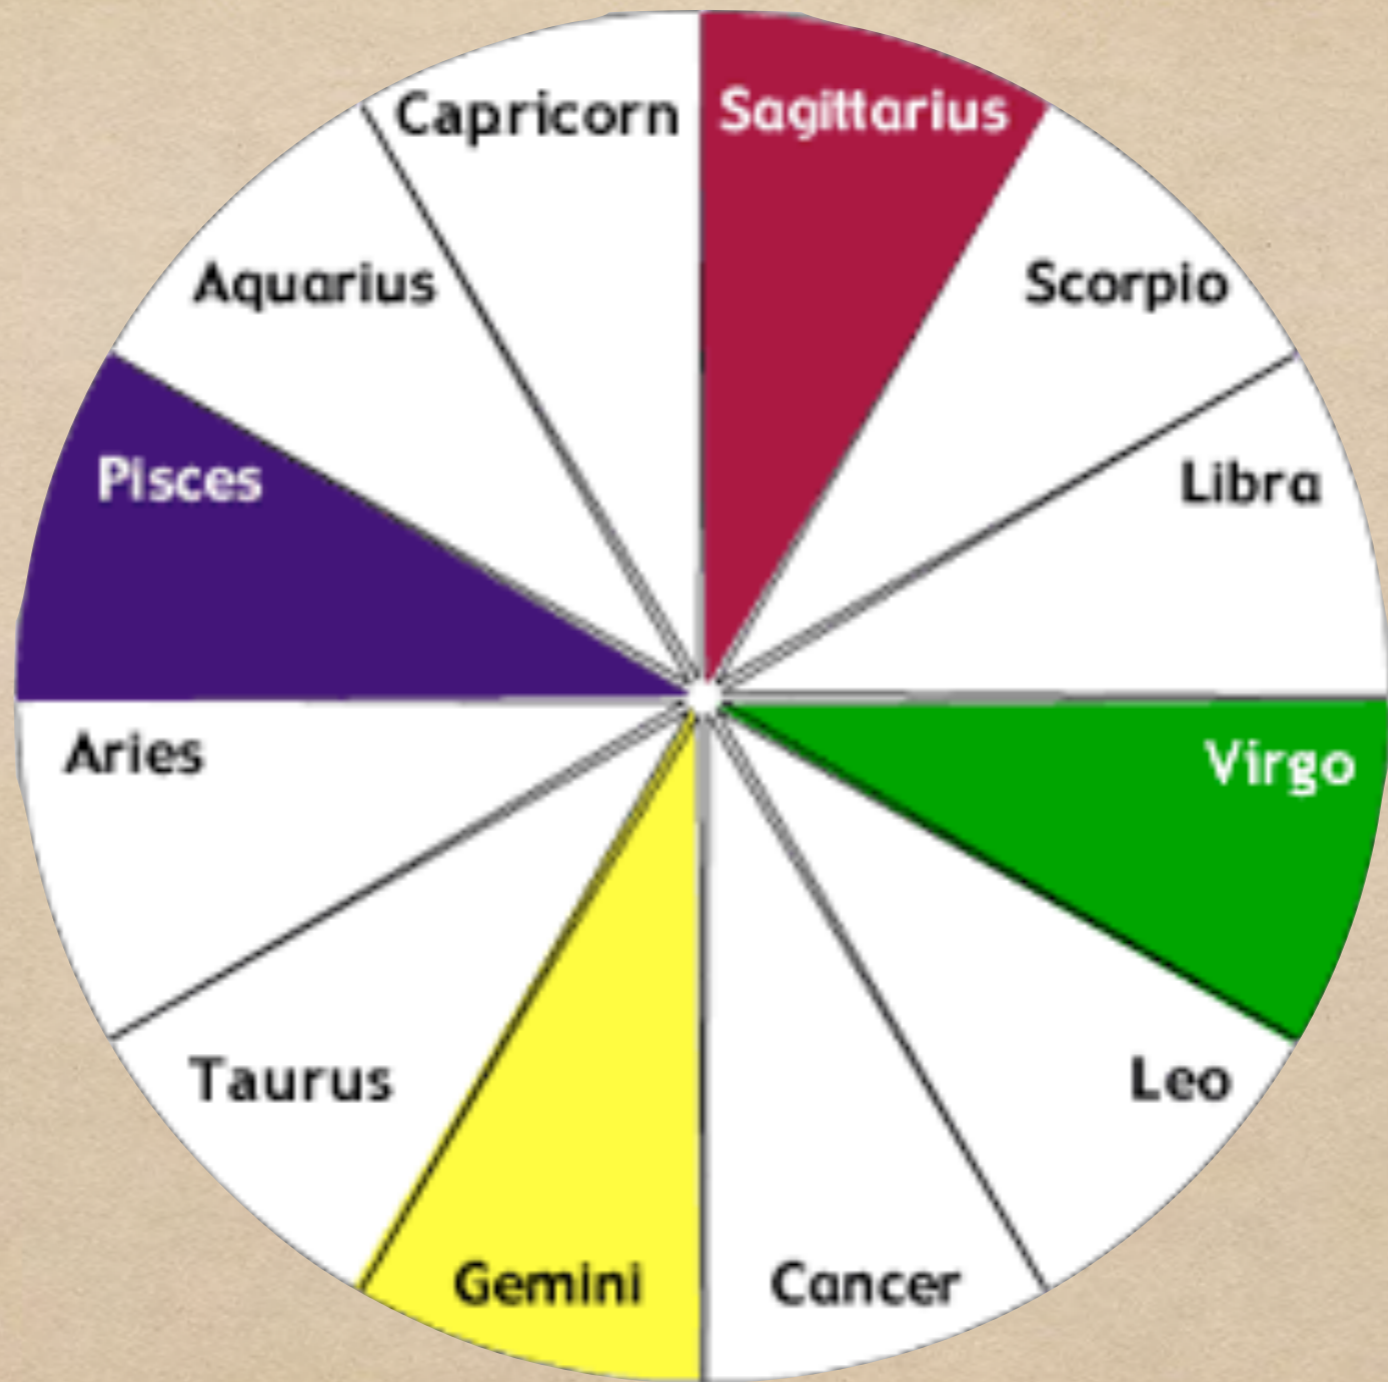 Capricorn
Sagittarius
Aquarius
Scorpio
Pisces
Libra
Aries
Virgo
Taurus
Leo
Gemini
Cancer